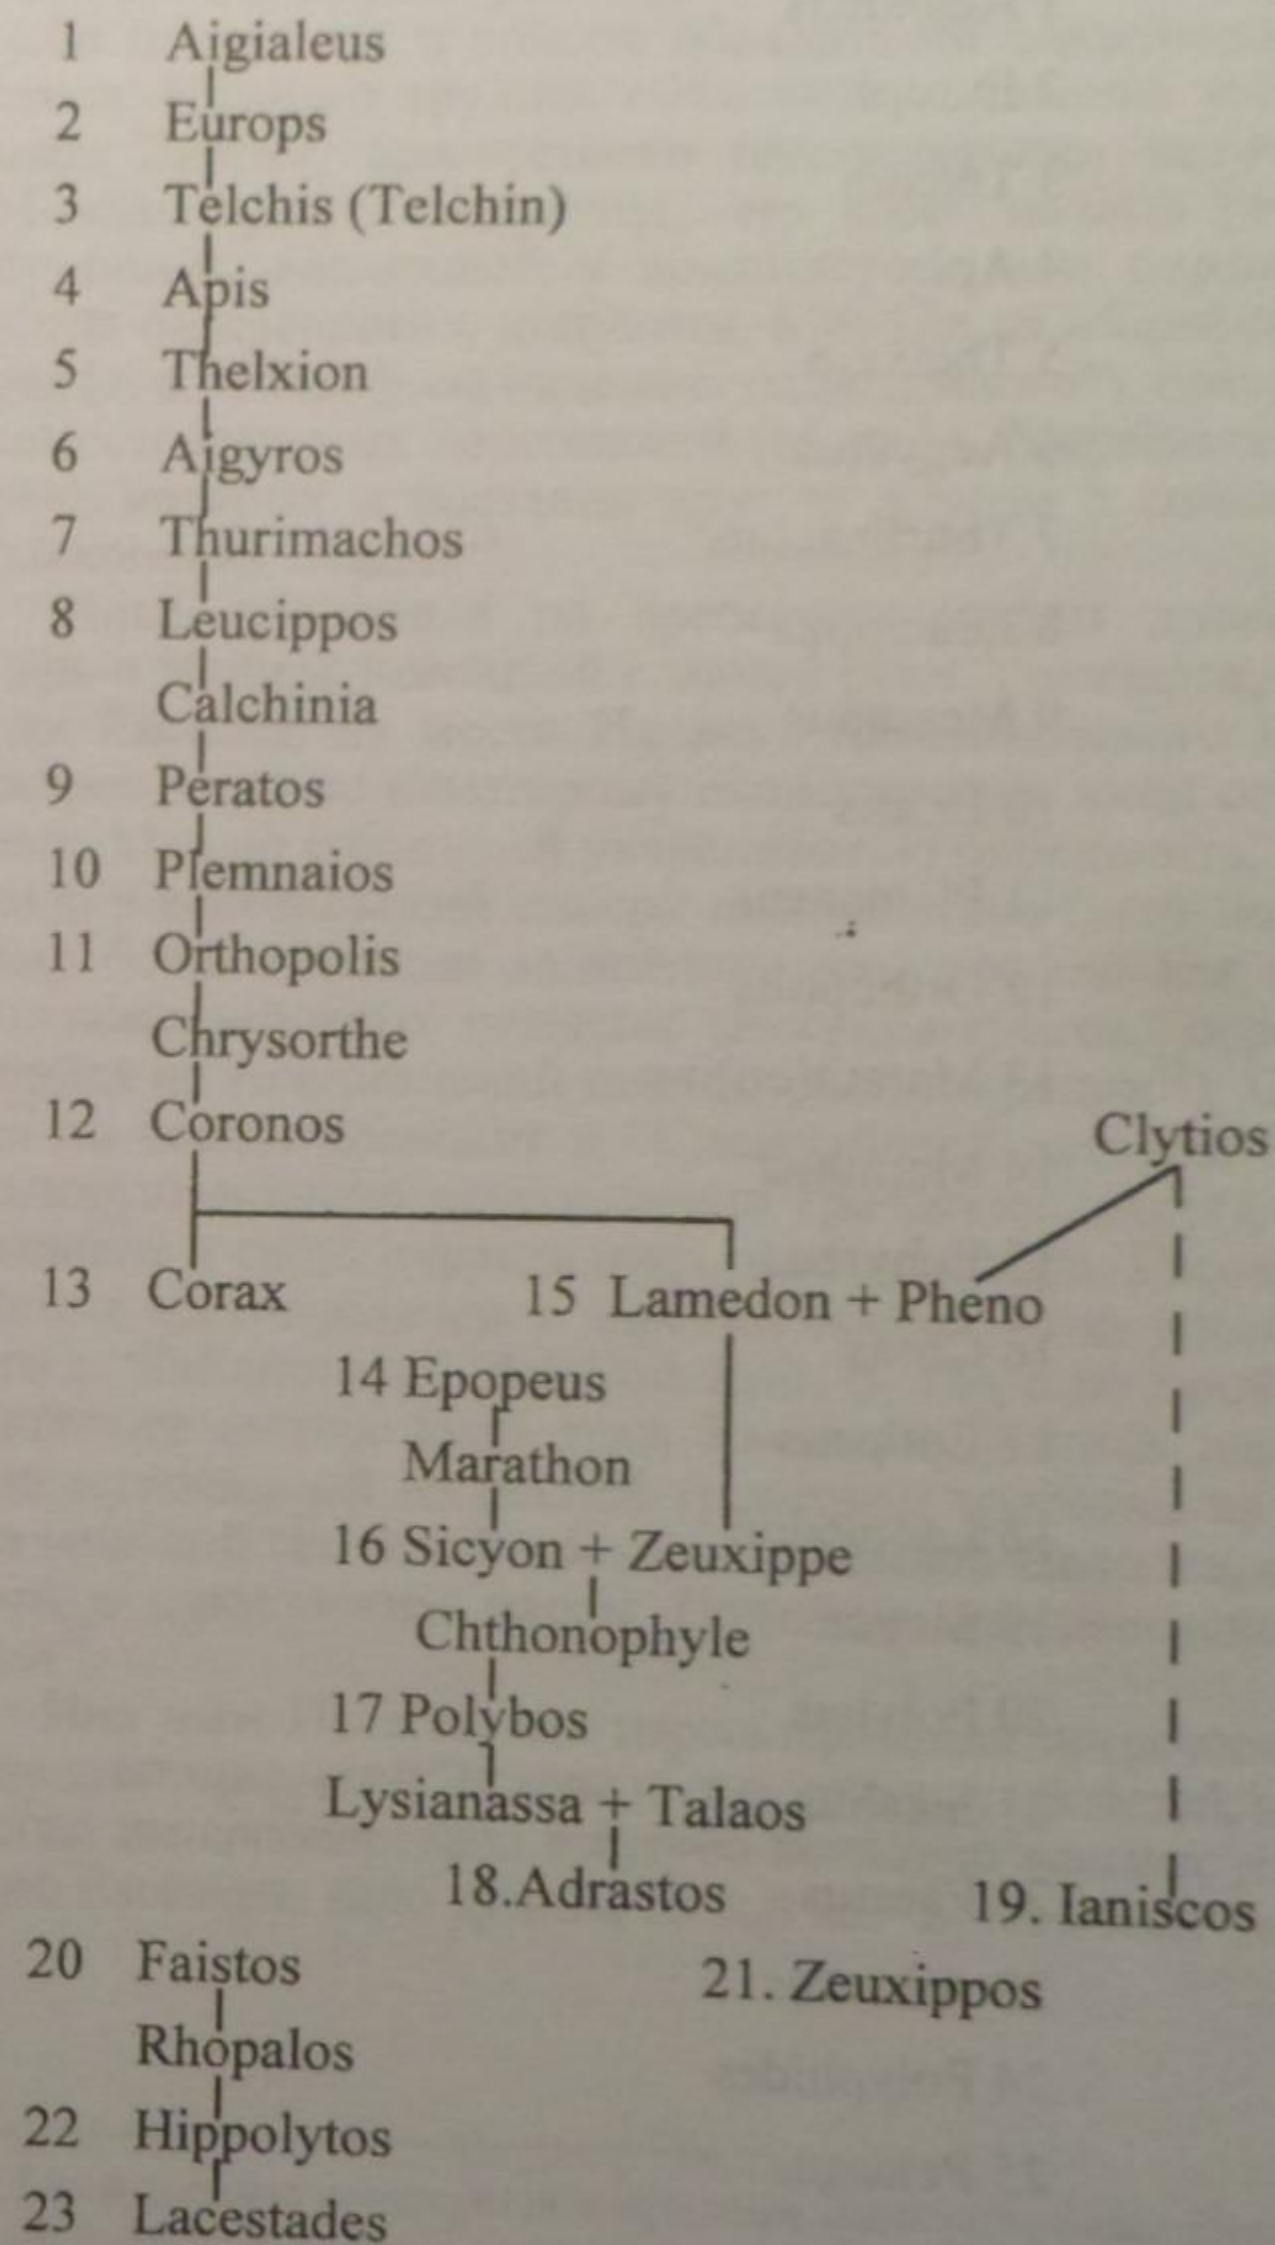 1 Aigialeus
2 Europs
3 Telchis (Telchin)
4 Apis
5 Thelxion
6 Aigyros
7 Thurimachos
8 Leucippos
Calchinia
9 Peratos
10 Plemnaios
11 Orthopolis
Chrysorthe
12 Coronos
Clytios
13 Corax
15 Lamedon + Pheno
14 Epopeus
Marathon
16 Sicyon + Zeuxippe
Chthonophyle
17 Polybos
Lysianassa + Talaos
18.Adrastos
19. Ianiscos
20 Faistos
21. Zeuxippos
Rhopalos
22 Hippolytos
23 Lacestades